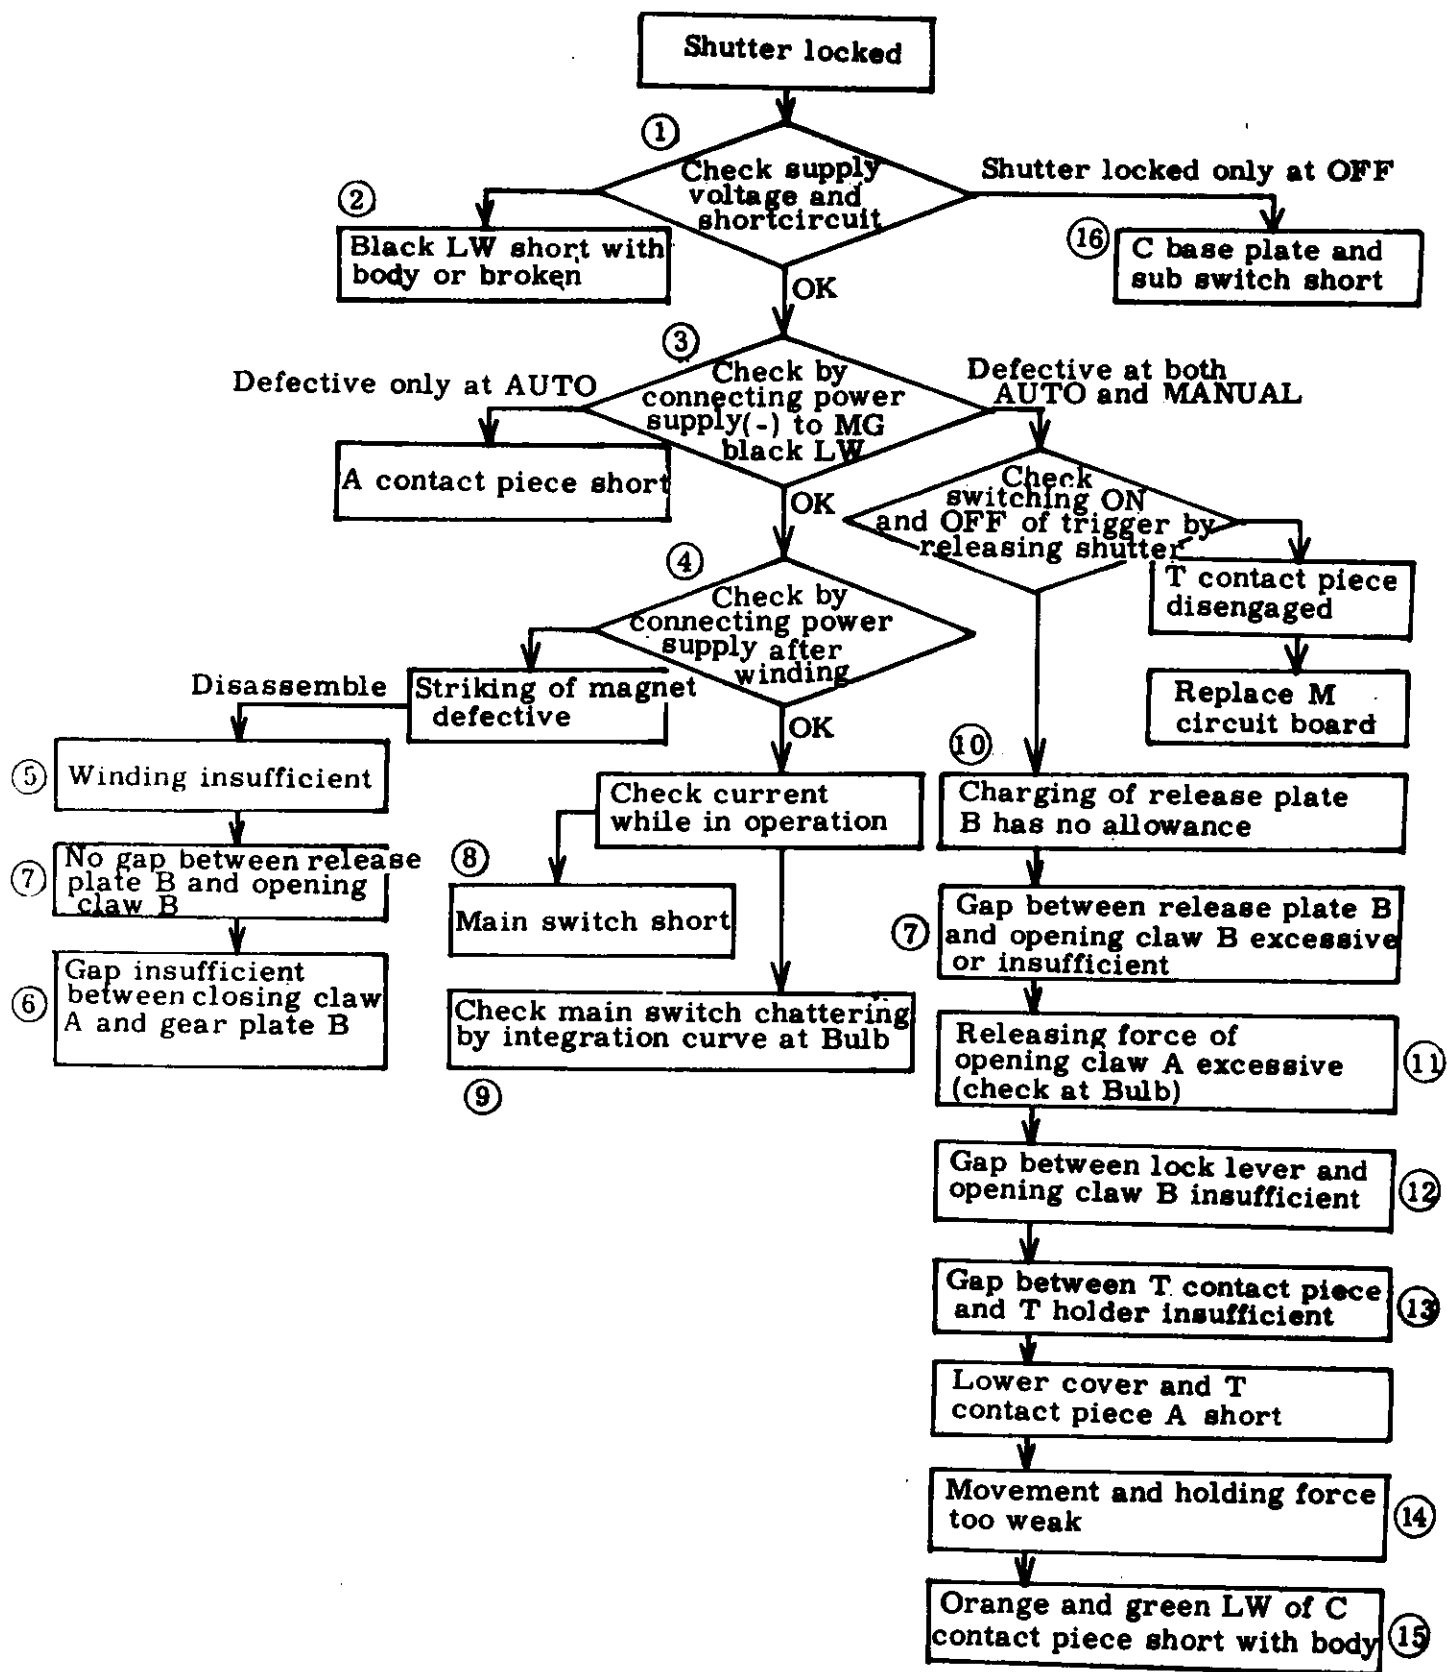 Shutter locked
①
Check supply
voltage and
shortcircuit
Shutter locked only at OFF
②
Black LW short with
body or broken
⑯
C base plate and
sub switch short
OK
③
Defective only at AUTO
Check by
connecting power
supply(-) to MG
black LW
Defective at both
AUTO and MANUAL
A contact piece short
OK
Check
switching ON
and OFF of trigger by
releasing shutter
④
Check by
connecting power
supply after
winding
T contact piece
disengaged
Disassemble
Striking of magnet
defective
Replace M
circuit board
OK
⑤
Winding insufficient
Check current
while in operation
⑩
Charging of release plate
B has no allowance
⑦
No gap between release
plate B and opening
claw B
⑧
Main switch short
⑦
Gap between release plate B
and opening claw B excessive
or insufficient
⑥
Gap insufficient
between closing claw
A and gear plate B
Check main switch chattering
by integration curve at Bulb
⑨
Releasing force of
opening claw A excessive
(check at Bulb)
⑪
Gap between lock lever and
opening claw B insufficient
⑫
Gap between T contact piece
and T holder insufficient
⑬
Lower cover and T
contact piece A short
Movement and holding force
too weak
⑭
Orange and green LW of C
contact piece short with body
⑮